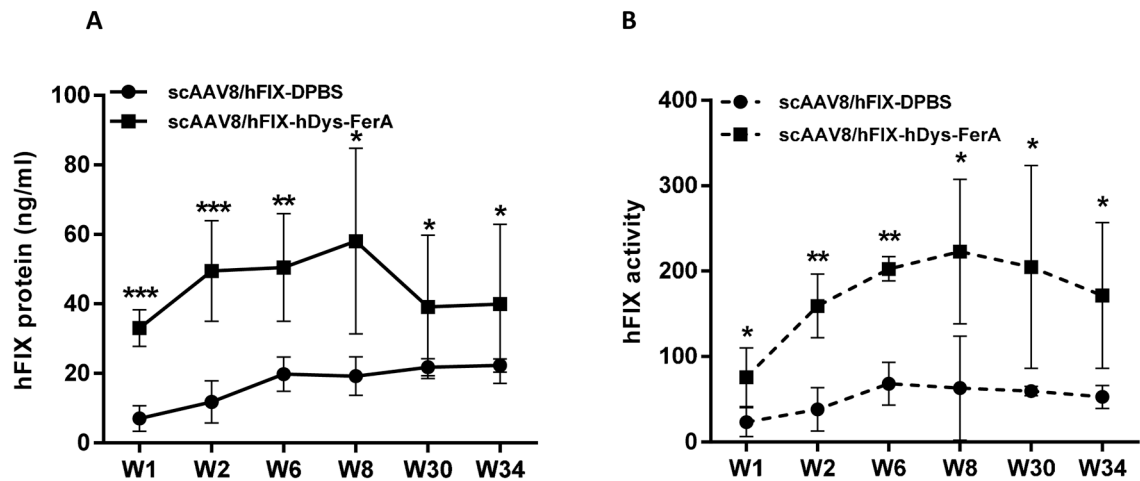 A
scAAV8/hFIX-DPBS
scAAV8/hFIX-hDys-FerA
hFIX protein (ng/ml)
100
80
60
40
20
0
***
***
**
*
*
*
W1 W2 W6 W8 W30 W34
B
scAAV8/hFIX-DPBS
scAAV8/hFIX-hDys-FerA
hFIX activity
400
300
200
100
0
*
**
**
*
*
*
W1 W2 W6 W8 W30 W34